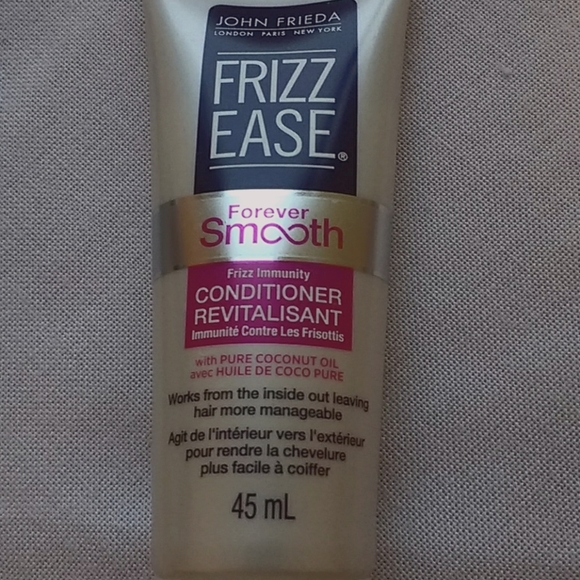 JOHN FRIEDA
LONDON PARIS NEW YORK
FRIZZ
EASE®
Forever
Smooth
Frizz Immunity
CONDITIONER
REVITALISANT
Immunité Contre Les Frisottis
with PURE COCONUT OIL
avec HUILE DE COCO PURE
Works from the inside out leaving
hair more manageable
Agit de l'intérieur vers l'extérieur
pour rendre la chevelure
plus facile à coiffer
45 mL